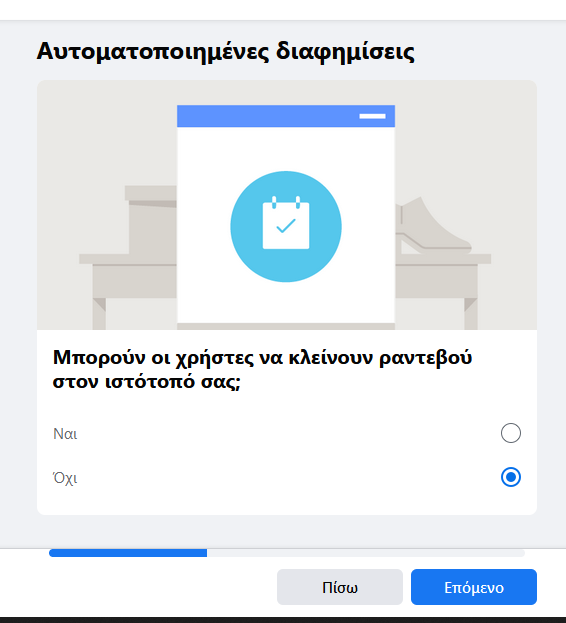 Αυτοματοποιημένες διαφημίσεις
Μπορούν οι χρήστες να κλείνουν ραντεβού
στον ιστότοπό σας;
Ναι
Όχι
Πίσω
Επόμενο